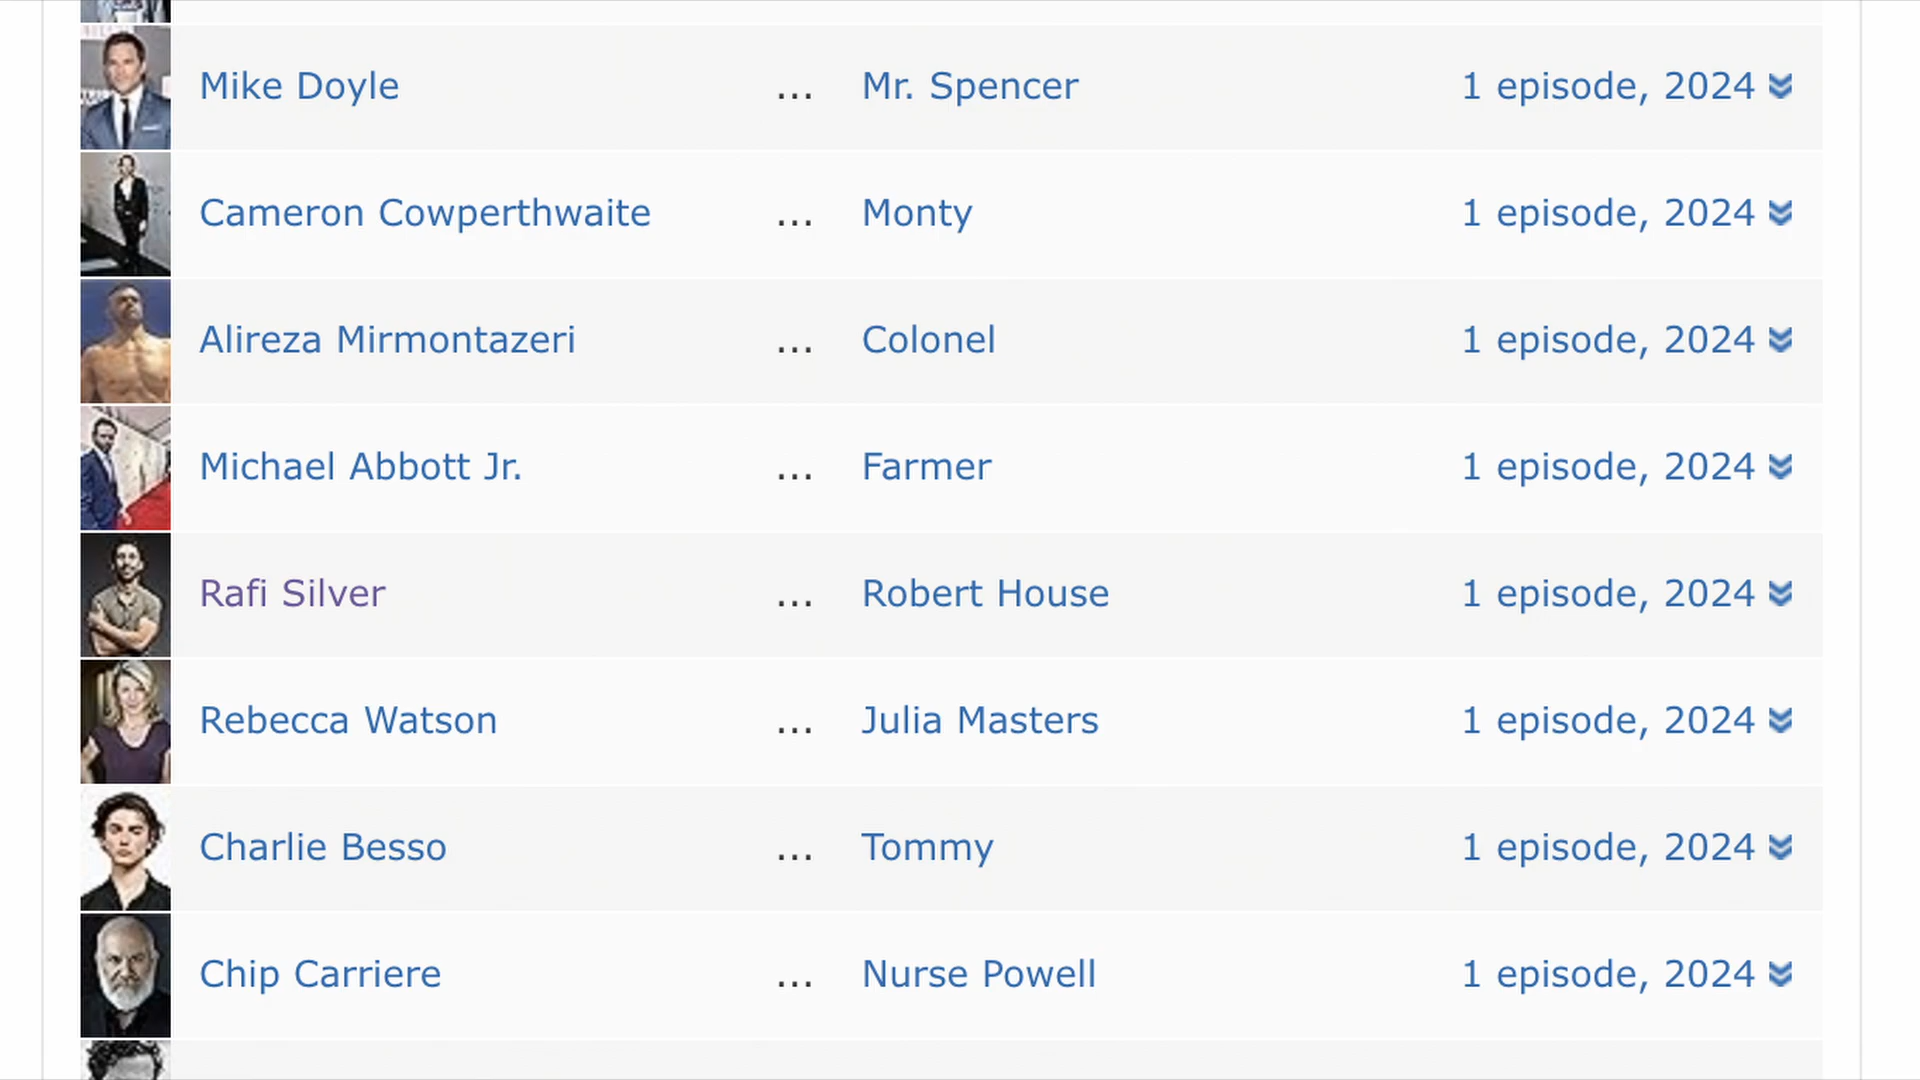 Mike Doyle ... Mr. Spencer 1 episode, 2024
Cameron Cowperthwaite ... Monty 1 episode, 2024
Alireza Mirmontazeri ... Colonel 1 episode, 2024
Michael Abbott Jr. ... Farmer 1 episode, 2024
Rafi Silver ... Robert House 1 episode, 2024
Rebecca Watson ... Julia Masters 1 episode, 2024
Charlie Besso ... Tommy 1 episode, 2024
Chip Carriere ... Nurse Powell 1 episode, 2024